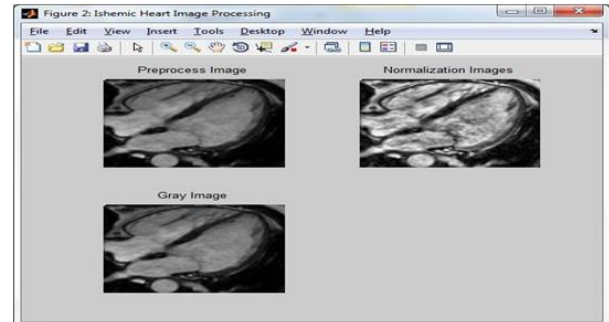 Figure 2: Ishemic Heart Image Processing
File Edit View Insert Tools Desktop Window Help
Preprocess Image
Normalization Images
Gray Image